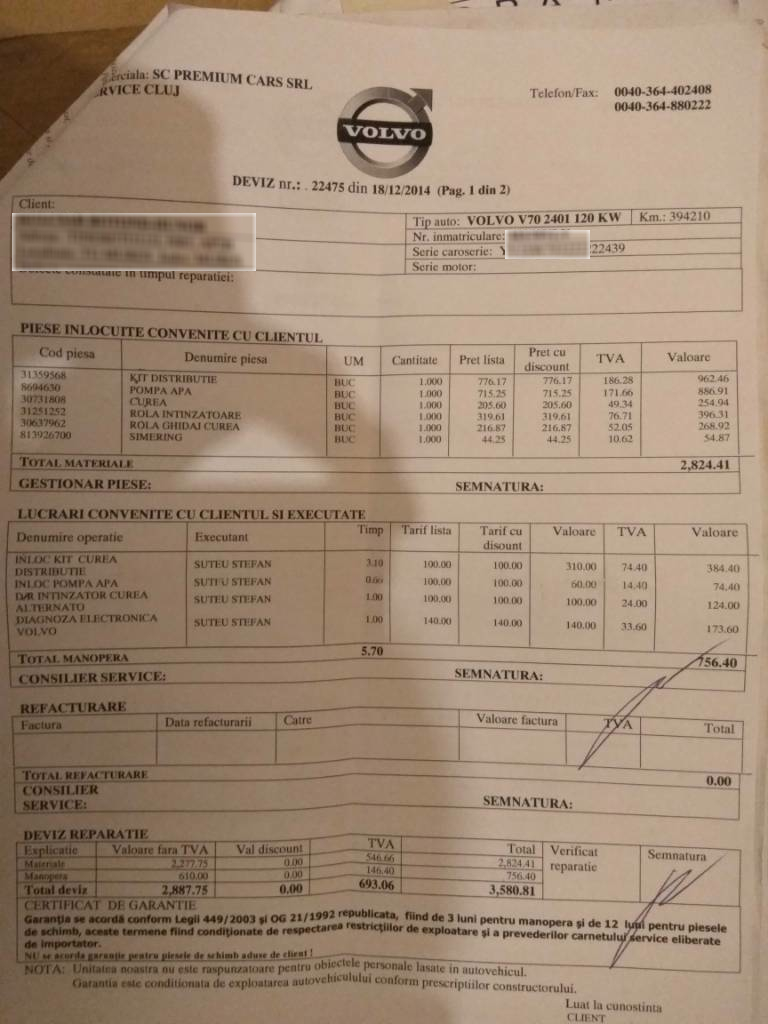 erciala: SC PREMIUM CARS SRL
RVICE CLUJ
Telefon/Fax: 0040-364-402408
0040-364-880222
VOLVO
DEVIZ nr.: . 22475 din 18/12/2014 (Pag. 1 din 2)
Client:
Tip auto: VOLVO V70 2401 120 KW Km.: 394210
Nr. inmatriculare:
Serie caroserie: Y 22439
Serie motor:
constatate in timpul reparatiei:
PIESE INLOCUITE CONVENITE CU CLIENTUL
Cod piesa Denumire piesa UM Cantitate Pret lista Pret cu discount TVA Valoare
31359568 KIT DISTRIBUTIE BUC 1.000 776.17 776.17 186.28 962.46
8694630 POMPA APA BUC 1.000 715.25 715.25 171.66 886.91
30731808 CUREA BUC 1.000 205.60 205.60 49.34 254.94
31251252 ROLA INTINZATOARE BUC 1.000 319.61 319.61 76.71 396.31
30637962 ROLA GHIDAJ CUREA BUC 1.000 216.87 216.87 52.05 268.92
813926700 SIMERING BUC 1.000 44.25 44.25 10.62 54.87
TOTAL MATERIALE 2,824.41
GESTIONAR PIESE: SEMNATURA:
LUCRARI CONVENITE CU CLIENTUL SI EXECUTATE
Denumire operatie Executant Timp Tarif lista Tarif cu disount Valoare TVA Valoare
INLOC KIT CUREA
DISTRIBUTIE SUTEU STEFAN 3.10 100.00 100.00 310.00 74.40 384.40
INLOC POMPA APA SUTEU STEFAN 0.60 100.00 100.00 60.00 14.40 74.40
D/R INTINZATOR CUREA
ALTERNATO SUTEU STEFAN 1.00 100.00 100.00 100.00 24.00 124.00
DIAGNOZA ELECTRONICA
VOLVO SUTEU STEFAN 1.00 140.00 140.00 140.00 33.60 173.60
TOTAL MANOPERA 5.70 756.40
CONSILIER SERVICE: SEMNATURA:
REFACTURARE
Factura Data refacturarii Catre Valoare factura TVA Total
TOTAL REFACTURARE 0.00
CONSILIER
SERVICE: SEMNATURA:
DEVIZ REPARATIE
Explicatie Valoare fara TVA Val discount TVA Total Verificat reparatie Semnatura
Materiale 2,277.75 0.00 546.66 2,824.41
Manopera 610.00 0.00 146.40 756.40
Total deviz 2,887.75 0.00 693.06 3,580.81
CERTIFICAT DE GARANTIE
Garanția se acordă conform Legii 449/2003 și OG 21/1992 republicata, fiind de 3 luni pentru manopera și de 12 luni pentru piesele
de schimb, aceste termene fiind condiționate de respectarea restricțiilor de exploatare și a prevederilor carnetului service eliberate
de importator.
NU se acorda garanție pentru piesele de schimb aduse de client !
NOTA: Unitatea noastra nu este raspunzatoare pentru obiectele personale lasate in autovehicul.
Garantia este conditionata de exploatarea autovehiculului conform prescriptiilor constructorului.
Luat la cunostinta
CLIENT